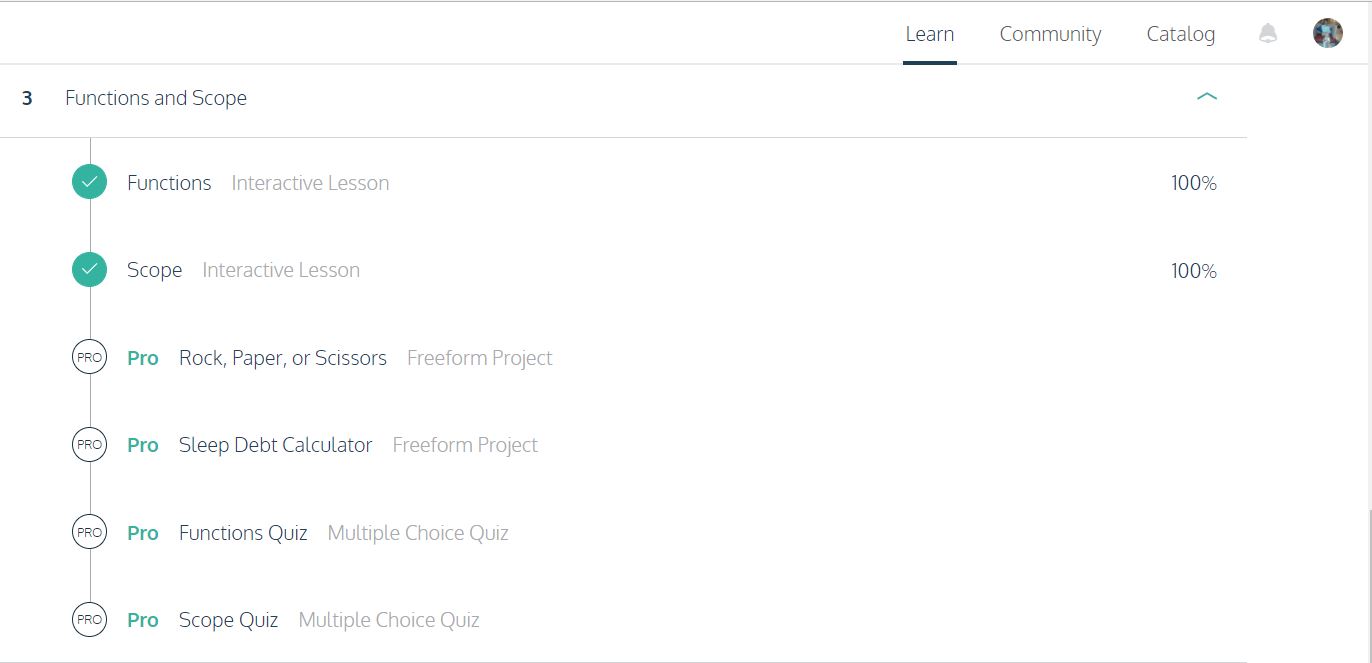 Learn Community Catalog
3 Functions and Scope
Functions Interactive Lesson 100%
Scope Interactive Lesson 100%
PRO Pro Rock, Paper, or Scissors Freeform Project
PRO Pro Sleep Debt Calculator Freeform Project
PRO Pro Functions Quiz Multiple Choice Quiz
PRO Pro Scope Quiz Multiple Choice Quiz